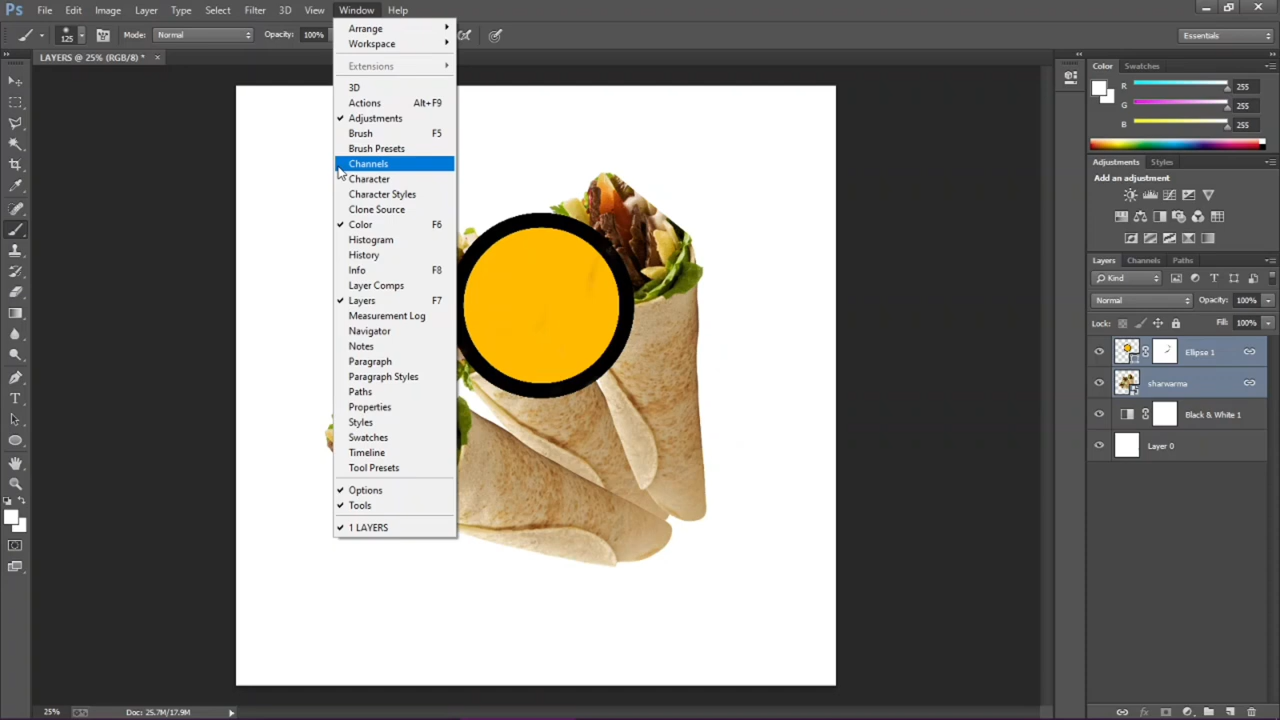 Ps File Edit Image Layer Type Select Filter 3D View Window Help
125 Mode: Normal Opacity: 100% Essentials
LAYERS @ 25% (RGB/8) * ×
Arrange
Workspace
Extensions
3D
Actions Alt+F9
Adjustments
Brush F5
Brush Presets
Channels
Character
Character Styles
Clone Source
Color F6
Histogram
History
Info F8
Layer Comps
Layers F7
Measurement Log
Navigator
Notes
Paragraph
Paragraph Styles
Paths
Properties
Styles
Swatches
Timeline
Tool Presets
Options
Tools
1 LAYERS
Color Swatches
R 255
G 255
B 255
Adjustments Styles
Add an adjustment
Layers Channels Paths
Kind
Normal Opacity: 100%
Lock: Fill: 100%
Ellipse 1
sharwarma
Black & White 1
Layer 0
25% Doc: 25.7M/17.9M